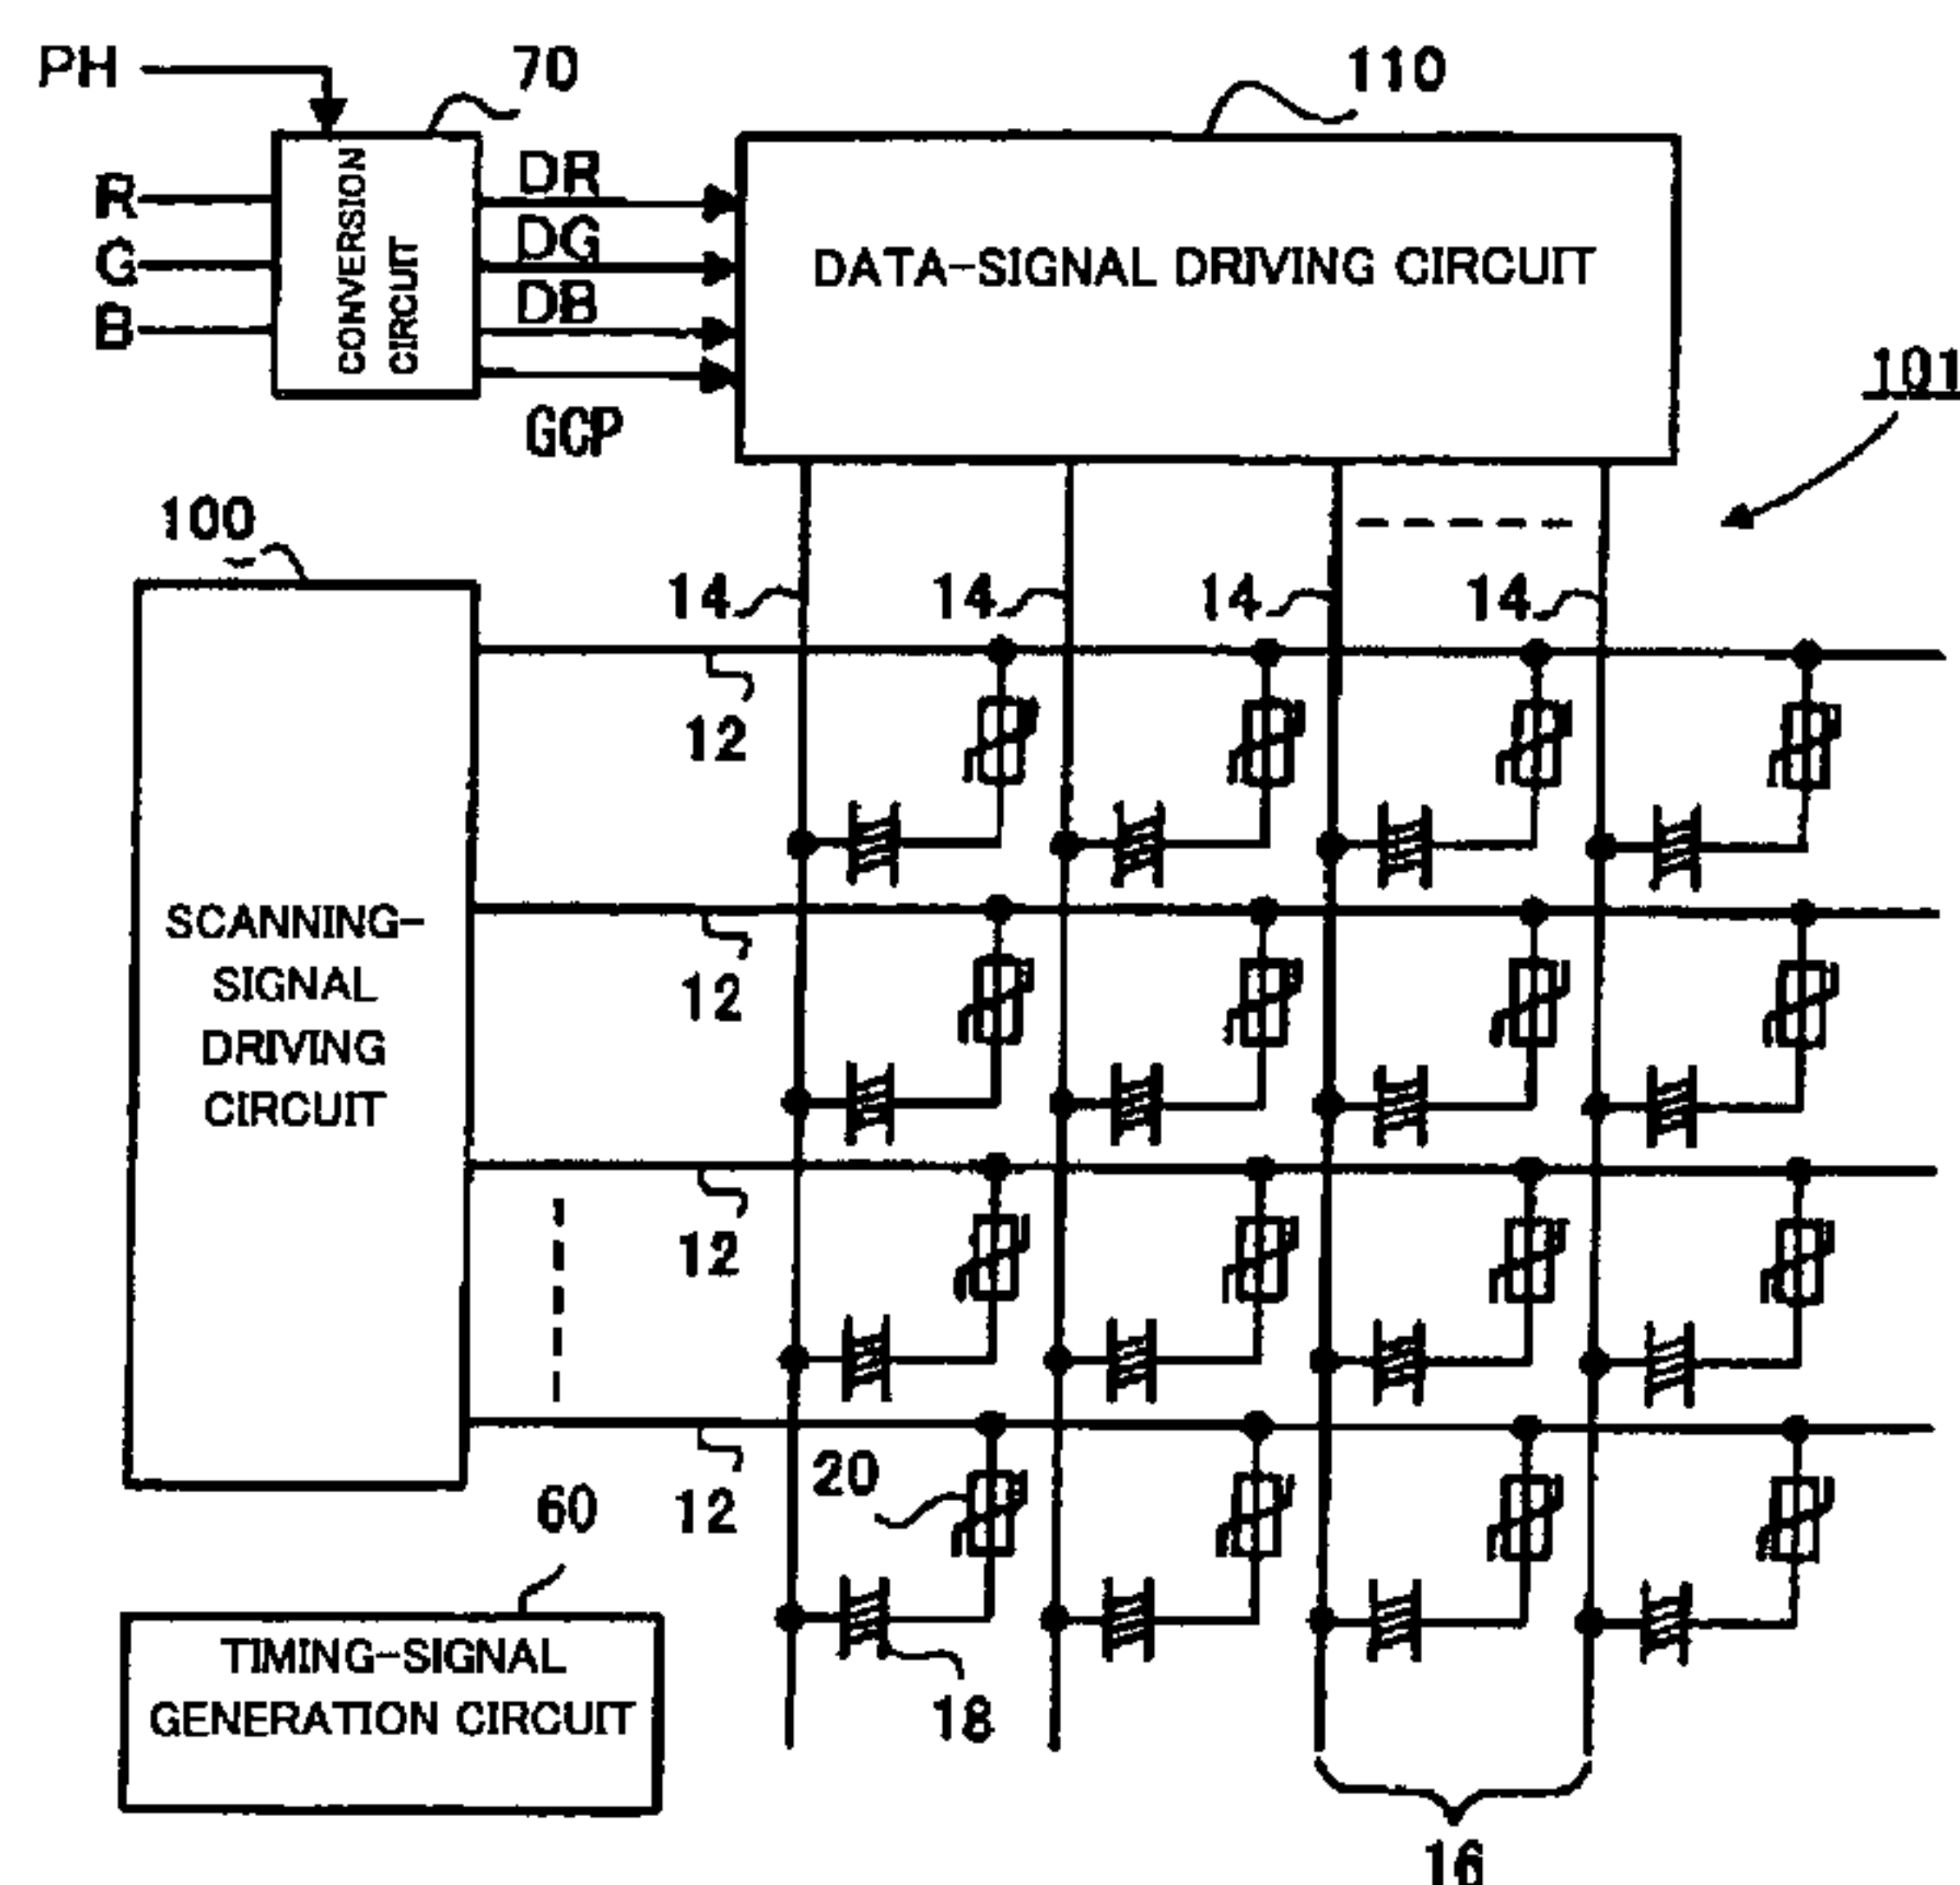 PH
70
110
R
G
B
CONVERSION
CIRCUIT
DR
DG
DB
GCP
DATA-SIGNAL DRIVING CIRCUIT
101
100
14
14
14
14
12
SCANNING-
SIGNAL
DRIVING
CIRCUIT
12
12
12
20
60
TIMING-SIGNAL
GENERATION CIRCUIT
18
16